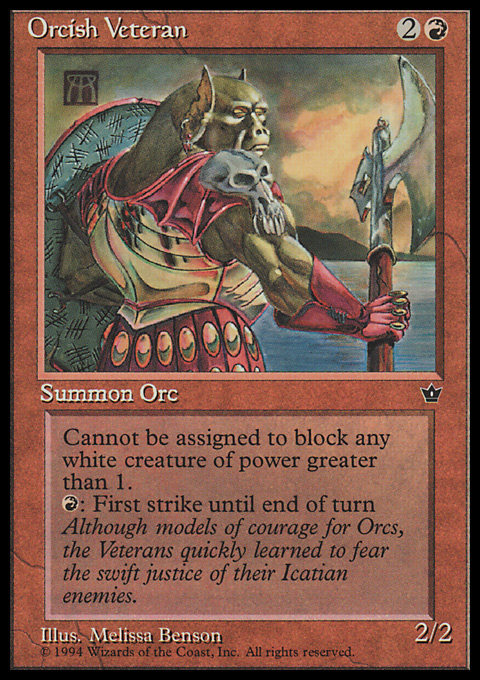 Orcish Veteran 2
Summon Orc
Cannot be assigned to block any
white creature of power greater
than 1.
: First strike until end of turn
Although models of courage for Orcs,
the Veterans quickly learned to fear
the swift justice of their Icatian
enemies.
Illus. Melissa Benson 2/2
© 1994 Wizards of the Coast, Inc. All rights reserved.